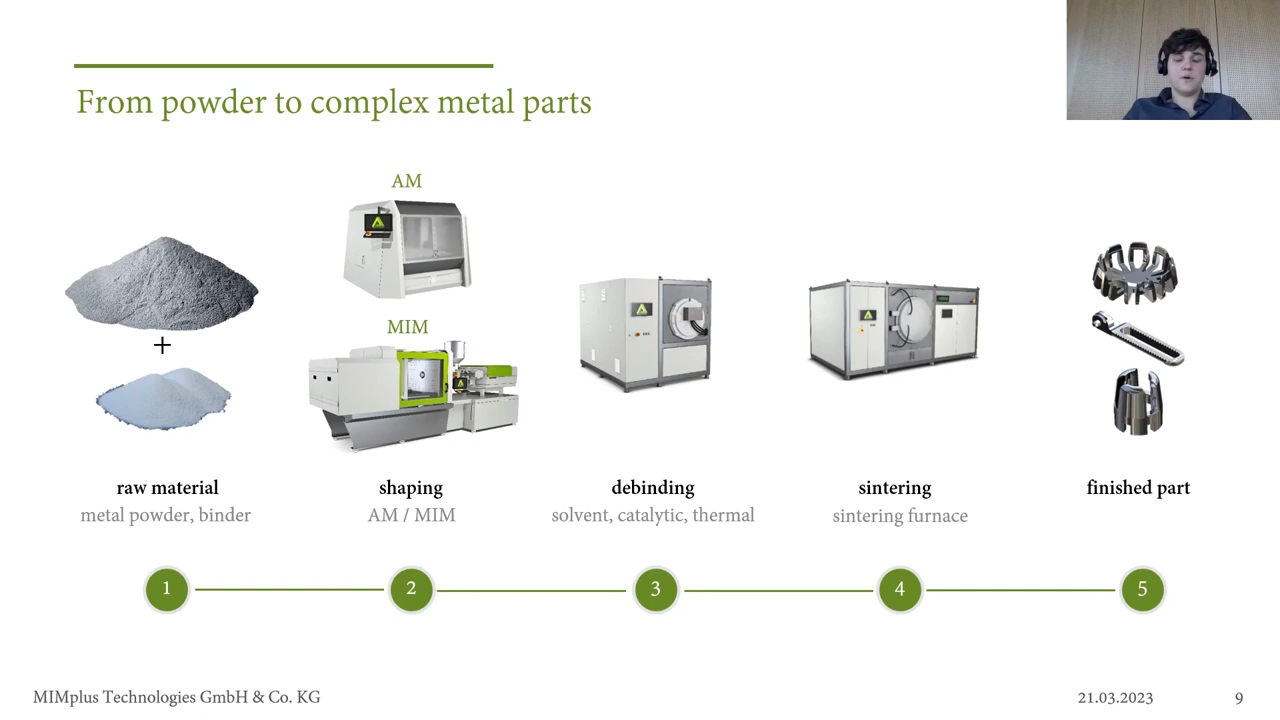 From powder to complex metal parts
AM
MIM
+
raw material
metal powder, binder
shaping
AM / MIM
debinding
solvent, catalytic, thermal
sintering
sintering furnace
finished part
1
2
3
4
5
MIMplus Technologies GmbH & Co. KG
21.03.2023
9